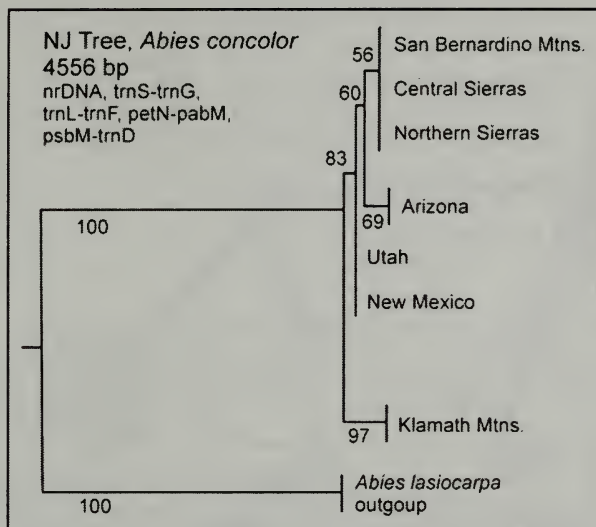 NJ Tree, Abies concolor
4556 bp
nrDNA, trnS-trnG,
trnL-trnF, petN-pabM,
psbM-trnD
56
San Bernardino Mtns.
60
Central Sierras
Northern Sierras
83
69
Arizona
100
Utah
New Mexico
97
Klamath Mtns.
100
Abies lasiocarpa
outgoup